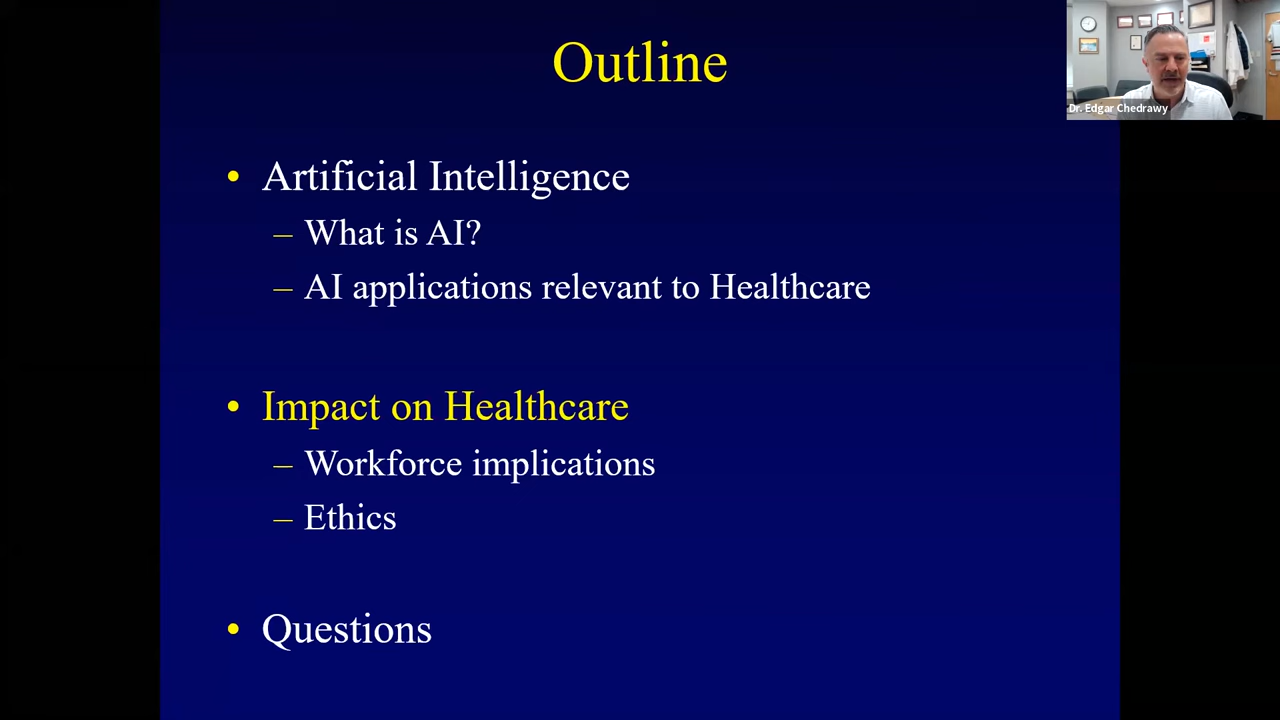 Outline
Dr. Edgar Chedrawy
• Artificial Intelligence
– What is AI?
– AI applications relevant to Healthcare
• Impact on Healthcare
– Workforce implications
– Ethics
• Questions